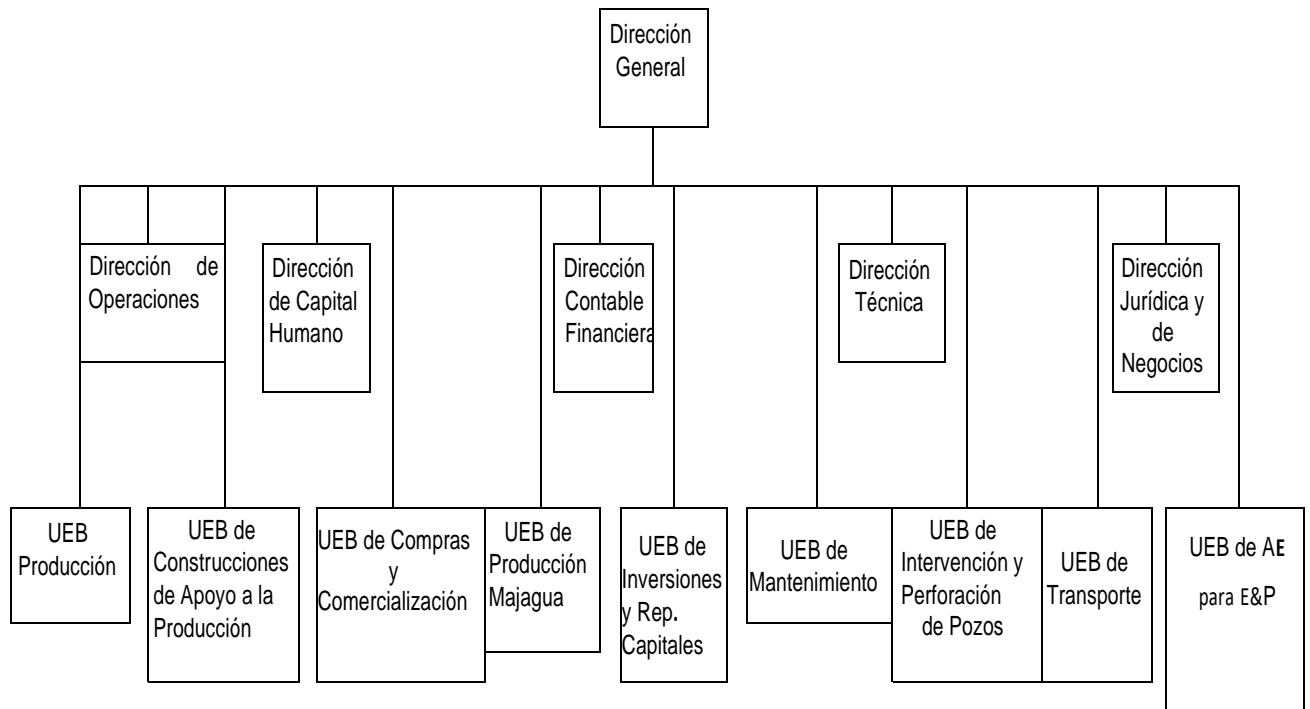 Dirección
General
Dirección de
Operaciones
Dirección
de Capital
Humano
Dirección
Contable
Financiera
Dirección
Técnica
Dirección
Jurídica y
de
Negocios
UEB
Producción
UEB de
Construcciones
de Apoyo a la
Producción
UEB de Compras
y
Comercialización
UEB de
Producción
Majagua
UEB de
Inversiones
y Rep.
Capitales
UEB de
Mantenimiento
UEB de
Intervención y
Perforación
de Pozos
UEB de
Transporte
UEB de AE
para E&P